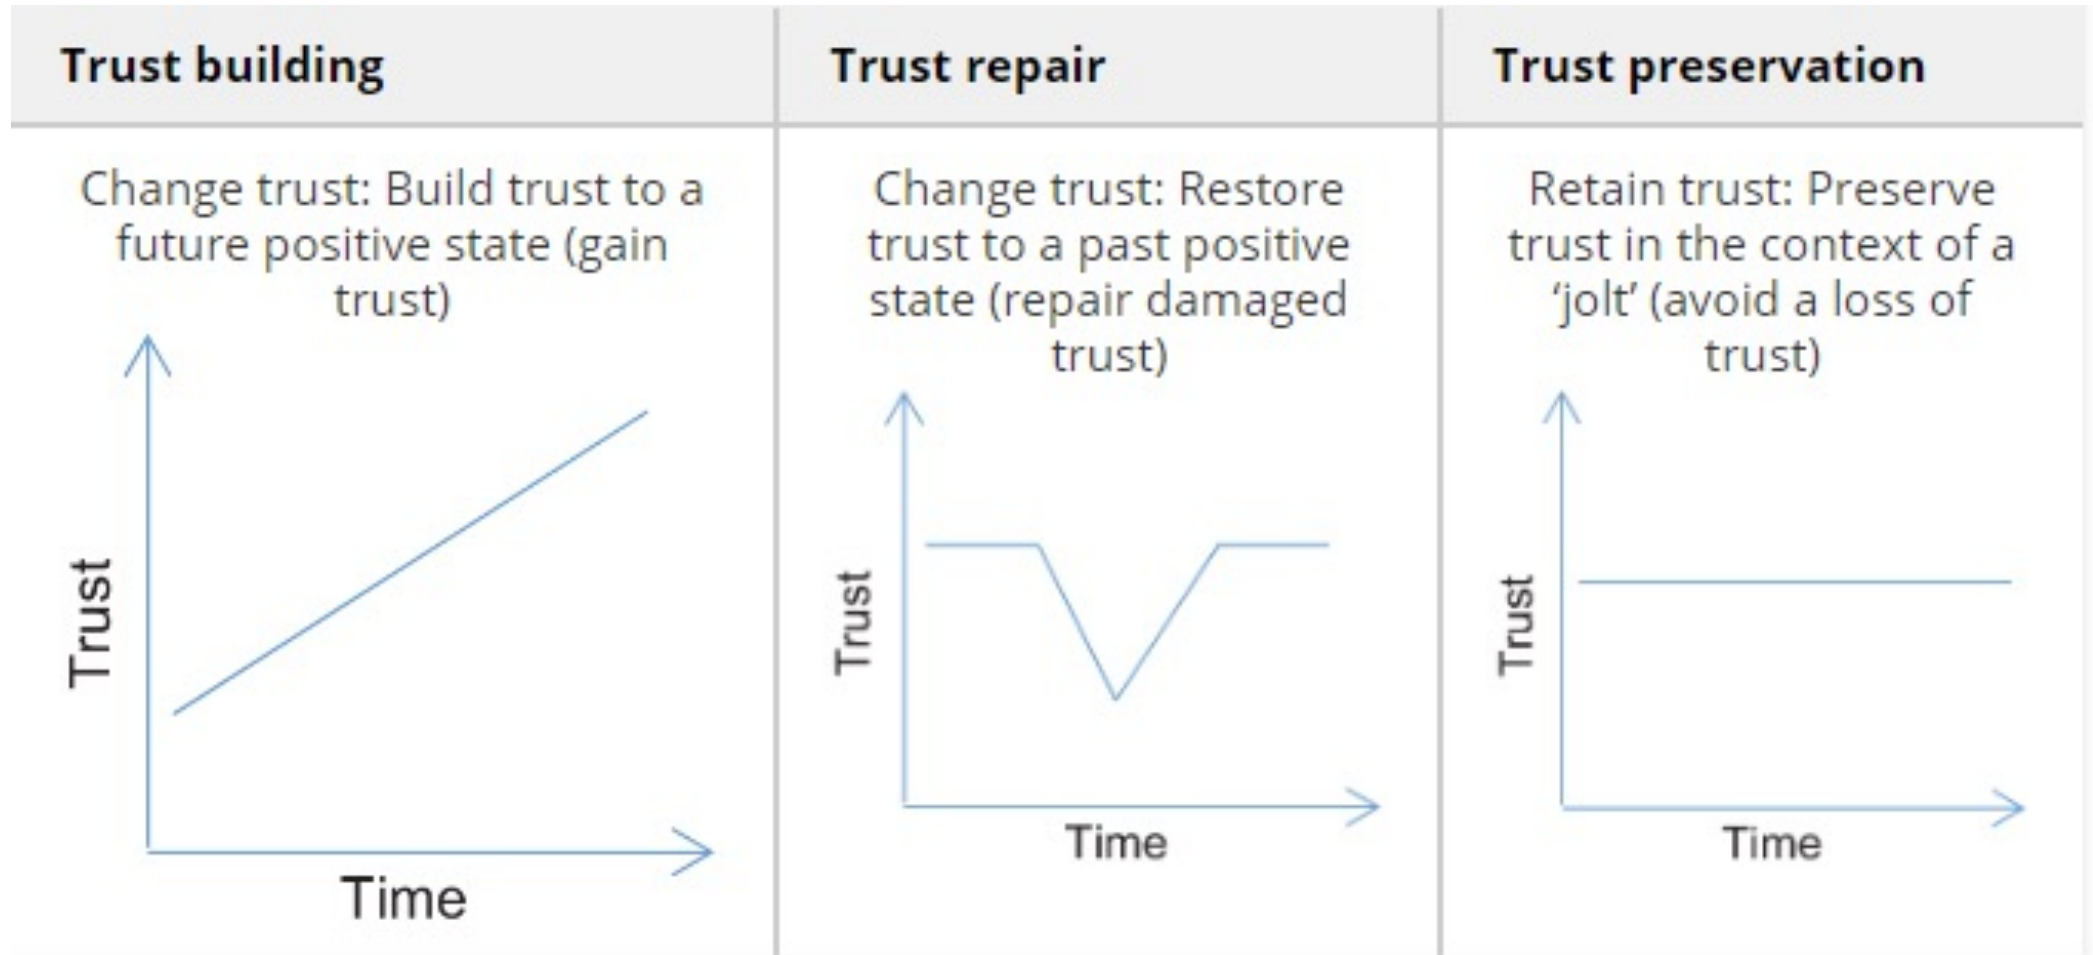 Trust building
Change trust: Build trust to a
future positive state (gain
trust)
Trust
Time
Trust repair
Change trust: Restore
trust to a past positive
state (repair damaged
trust)
Trust
Time
Trust preservation
Retain trust: Preserve
trust in the context of a
‘jolt’ (avoid a loss of
trust)
Trust
Time